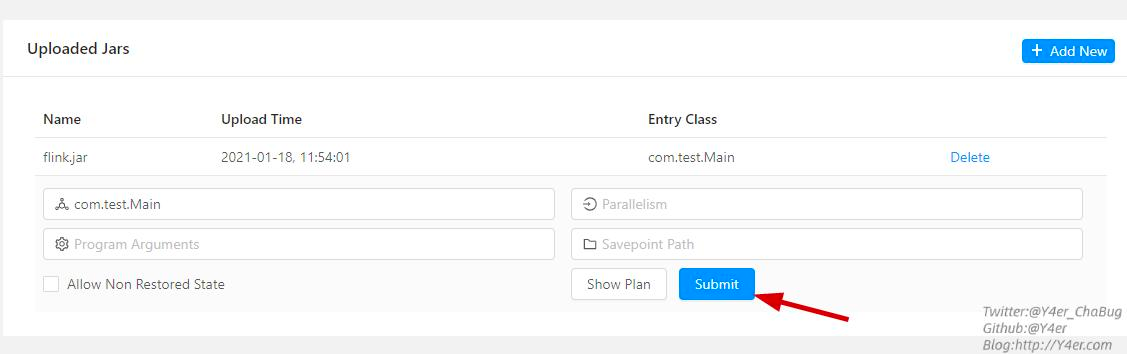 Uploaded Jars
+ Add New
Name Upload Time Entry Class
flink.jar 2021-01-18, 11:54:01 com.test.Main Delete
com.test.Main Parallelism
Program Arguments Savepoint Path
Allow Non Restored State Show Plan Submit
Twitter:@Y4er_ChaBug
Github:@Y4er
Blog:http://Y4er.com